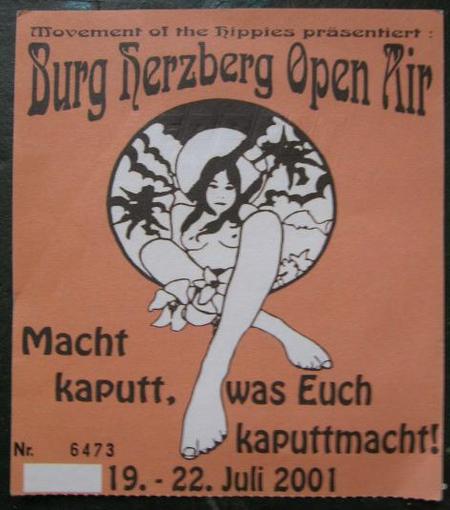 Movement of the Hippies präsentiert :
Burg Herzberg Open Air
Macht
kaputt,
was Euch
kaputtmacht!
Nr. 6473
19. - 22. Juli 2001